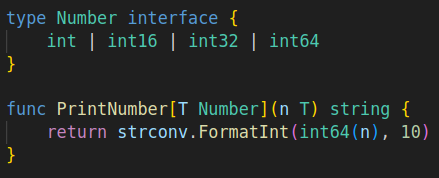 type Number interface {
    int | int16 | int32 | int64
}

func PrintNumber[T Number](n T) string {
    return strconv.FormatInt(int64(n), 10)
}